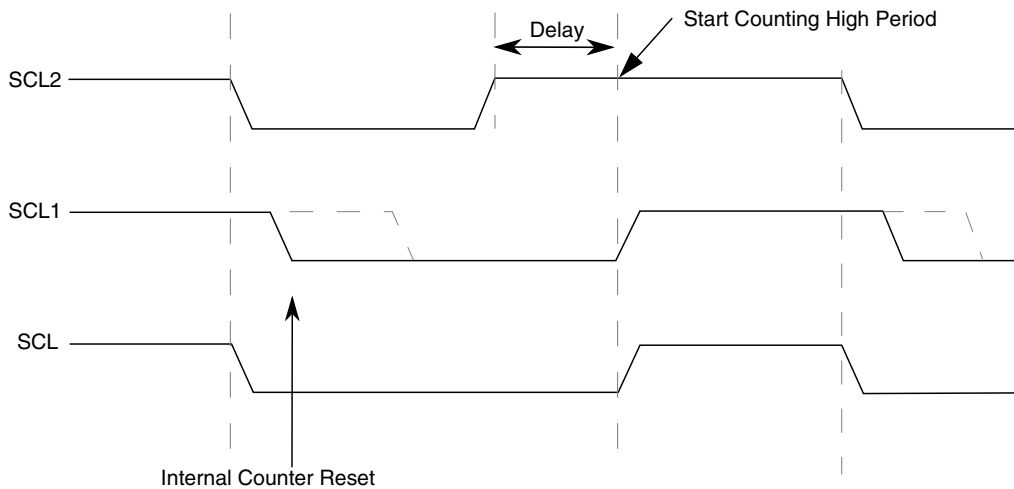 Start Counting High Period
Delay
SCL2
SCL1
SCL
Internal Counter Reset